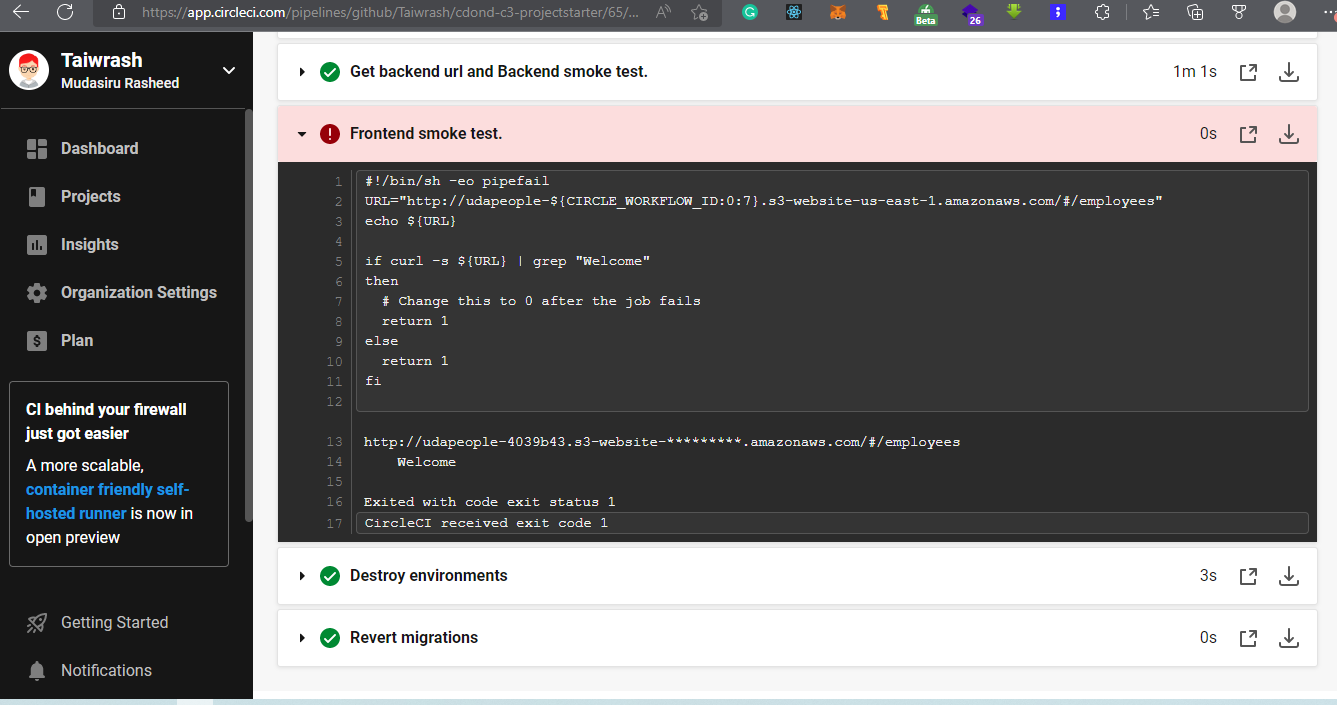 https://app.circleci.com/pipelines/github/Taiwrash/cdond-c3-projectstarter/65/...
Beta
26
Taiwrash
Mudasiru Rasheed
Dashboard
Projects
Insights
Organization Settings
Plan
CI behind your firewall
just got easier
A more scalable,
container friendly self-
hosted runner is now in
open preview
Getting Started
Notifications
Get backend url and Backend smoke test.
1m 1s
Frontend smoke test.
0s
1 #!/bin/sh -eo pipefail
2 URL="http://udapeople-${CIRCLE_WORKFLOW_ID:0:7}.s3-website-us-east-1.amazonaws.com/#/employees"
3 echo ${URL}
4
5 if curl -s ${URL} | grep "Welcome"
6 then
7 # Change this to 0 after the job fails
8 return 1
9 else
10 return 1
11 fi
12
13 http://udapeople-4039b43.s3-website-*********.amazonaws.com/#/employees
14 Welcome
15
16 Exited with code exit status 1
17 CircleCI received exit code 1
Destroy environments
3s
Revert migrations
0s